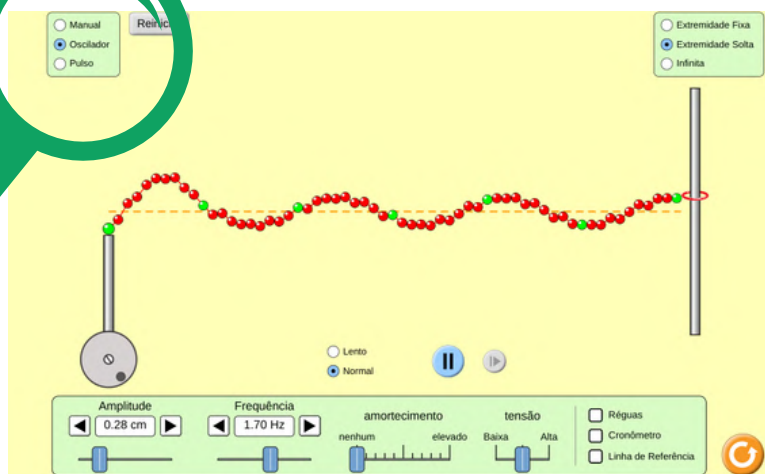 Manual
Oscilador
Pulso
Extremidade Fixa
Extremidade Solta
Infinita
Lento
Normal
Amplitude
0.28 cm
Frequência
1.70 Hz
amortecimento
nenhum elevado
tensão
Baixa Alta
Réguas
Cronômetro
Linha de Referência